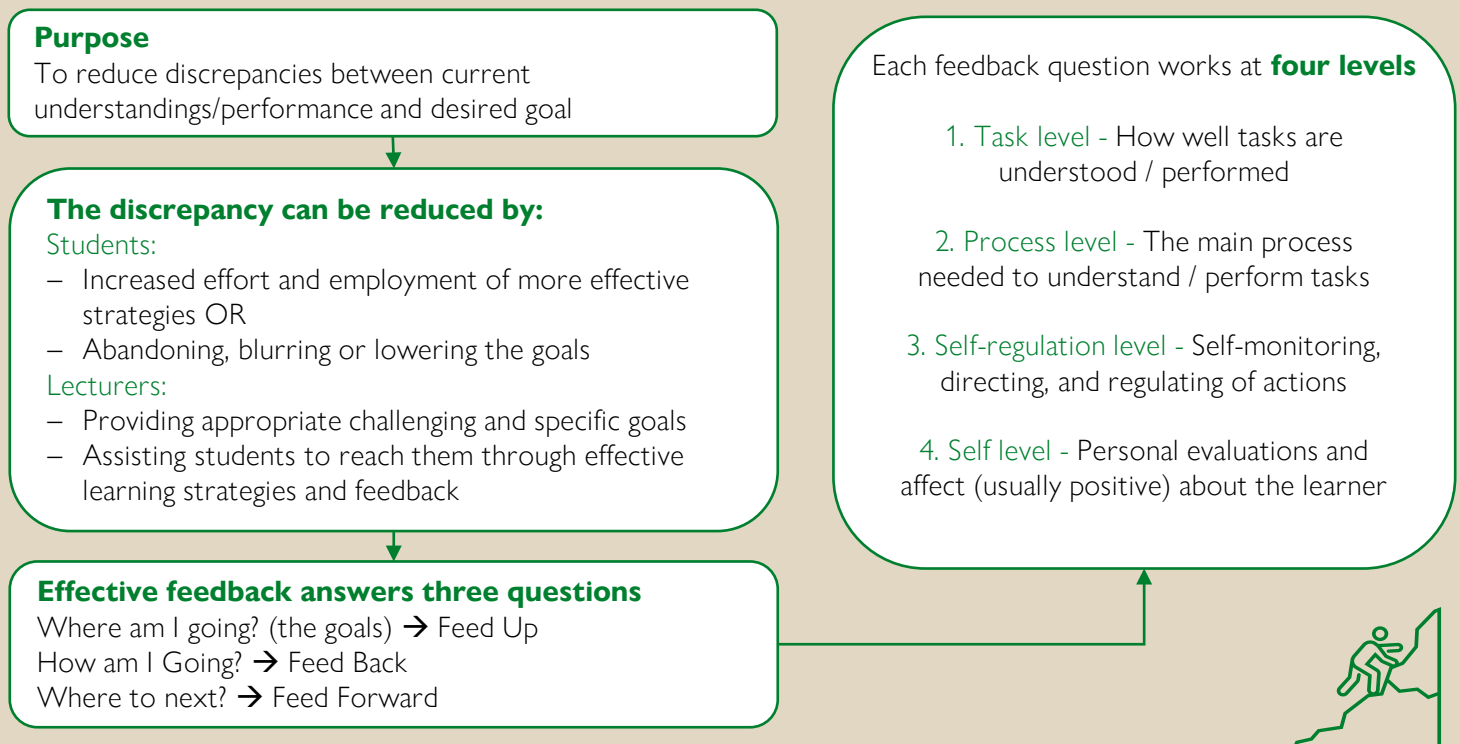 Purpose
To reduce discrepancies between current
understandings/performance and desired goal
The discrepancy can be reduced by:
Students:
– Increased effort and employment of more effective
strategies OR
– Abandoning, blurring or lowering the goals
Lecturers:
– Providing appropriate challenging and specific goals
– Assisting students to reach them through effective
learning strategies and feedback
Effective feedback answers three questions
Where am I going? (the goals) → Feed Up
How am I Going? → Feed Back
Where to next? → Feed Forward
Each feedback question works at four levels
1. Task level - How well tasks are
understood / performed
2. Process level - The main process
needed to understand / perform tasks
3. Self-regulation level - Self-monitoring,
directing, and regulating of actions
4. Self level - Personal evaluations and
affect (usually positive) about the learner